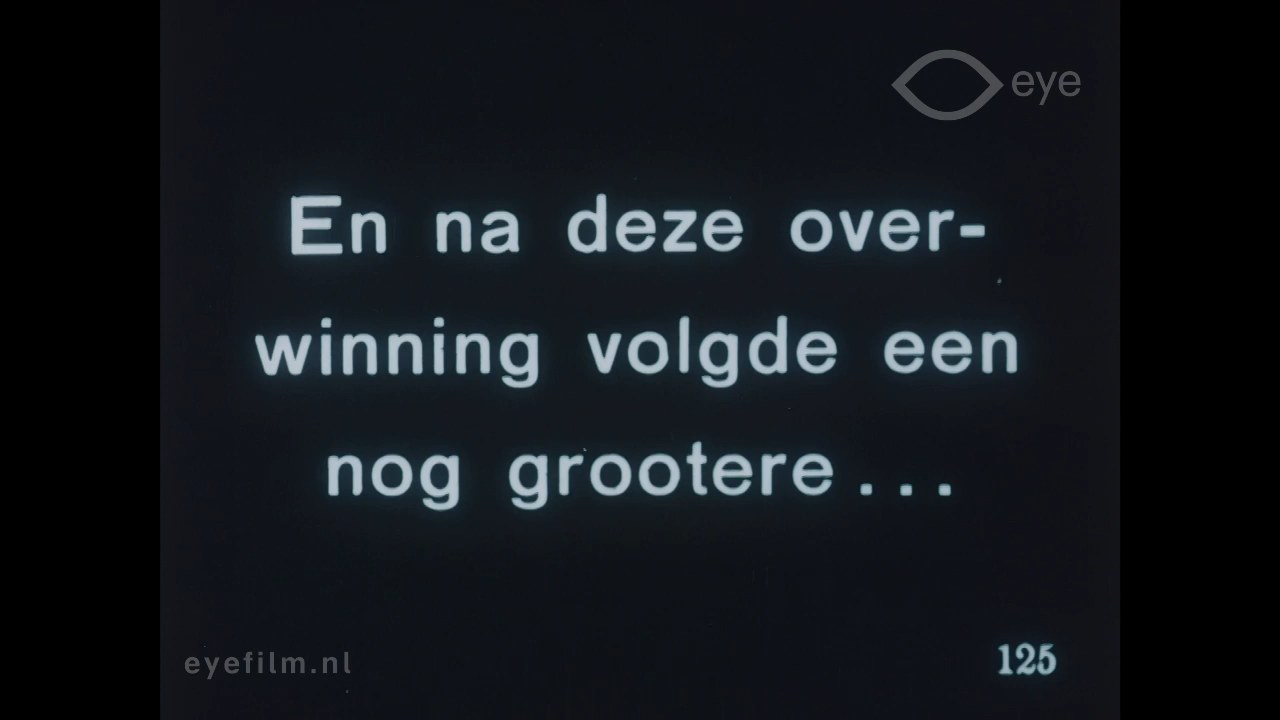 eye
En na deze over-
winning volgde een
nog grootere...
eyefilm.nl
125